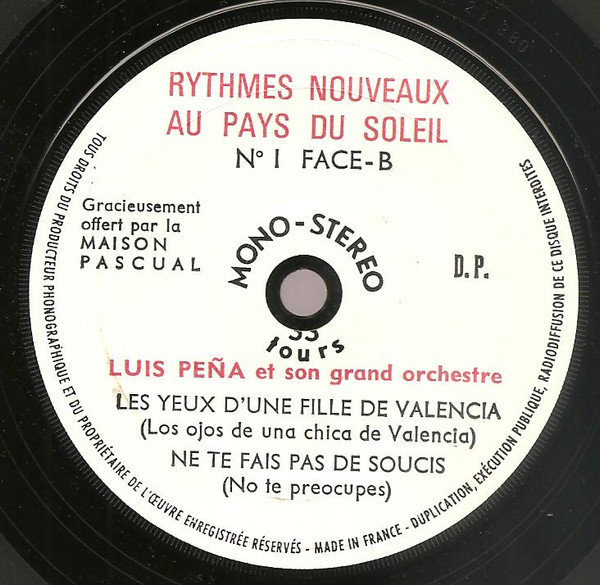 RYTHMES NOUVEAUX
AU PAYS DU SOLEIL
N° I FACE-B
Gracieusement
offert par la
MAISON
PASCUAL
MONO-STEREO
D.P.
33
tours
LUIS PEÑA et son grand orchestre
LES YEUX D'UNE FILLE DE VALENCIA
(Los ojos de una chica de Valencia)
NE TE FAIS PAS DE SOUCIS
(No te preocupes)
TOUS DROITS DU PRODUCTEUR PHONOGRAPHIQUE ET DU PROPRIÉTAIRE DE L'ŒUVRE ENREGISTRÉE RÉSERVÉS - MADE IN FRANCE - DUPLICATION, EXÉCUTION PUBLIQUE, RADIODIFFUSION DE CE DISQUE INTERDITES